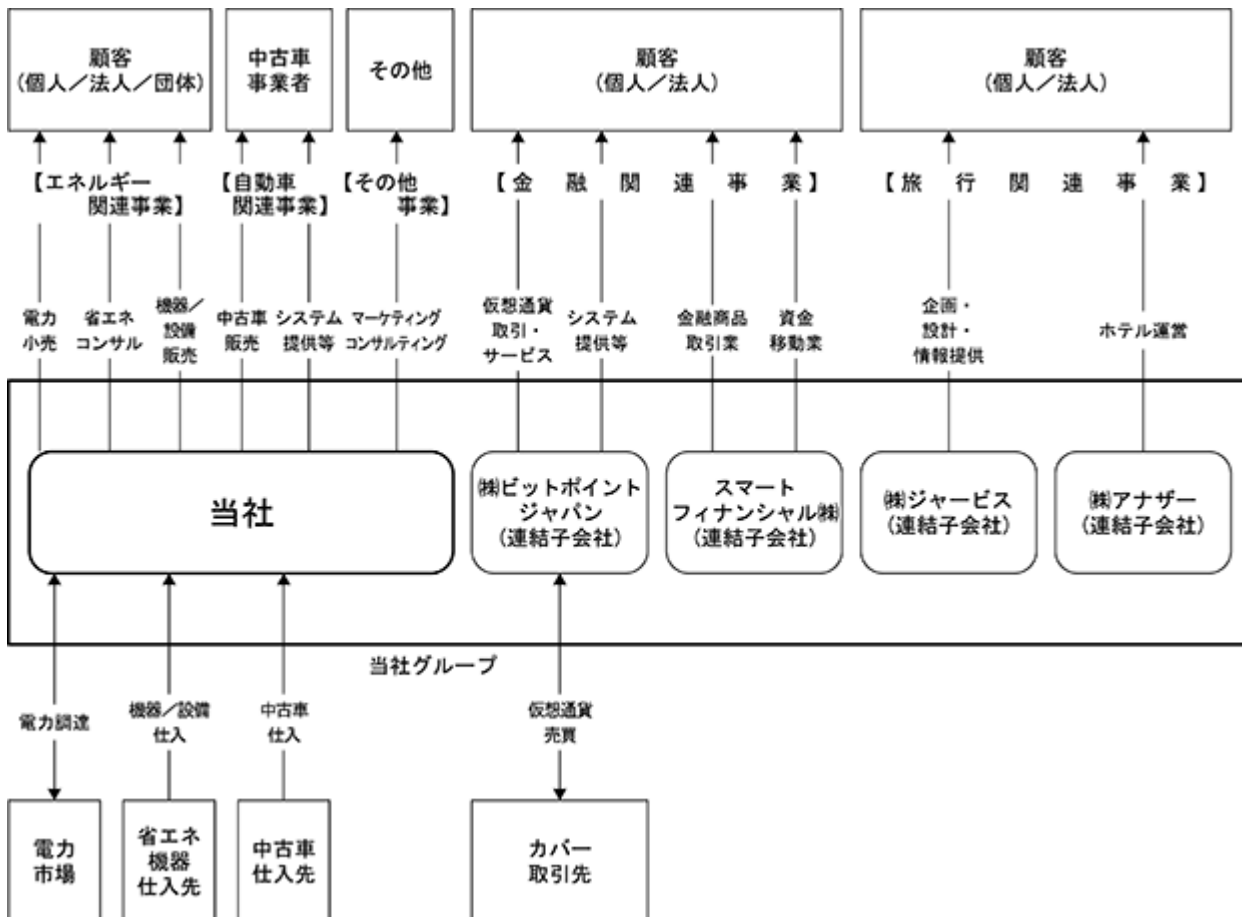 顧客
(個人／法人／団体)
中古車
事業者
その他
顧客
(個人／法人)
顧客
(個人／法人)
【エネルギー
関連事業】
【自動車
関連事業】
【その他
事業】
【金融関連事業】
【旅行関連事業】
電力
小売
省エネ
コンサル
機器／
設備
販売
中古車
販売
システム
提供等
マーケティング
コンサルティング
仮想通貨
取引・
サービス
システム
提供等
金融商品
取引業
資金
移動業
企画・
設計・
情報提供
ホテル運営
当社
㈱ビットポイント
ジャパン
(連結子会社)
スマート
フィナンシャル㈱
(連結子会社)
㈱ジャービス
(連結子会社)
㈱アナザー
(連結子会社)
当社グループ
電力調達
機器／設備
仕入
中古車
仕入
仮想通貨
売買
電力
市場
省エネ
機器
仕入先
中古車
仕入先
カバー
取引先